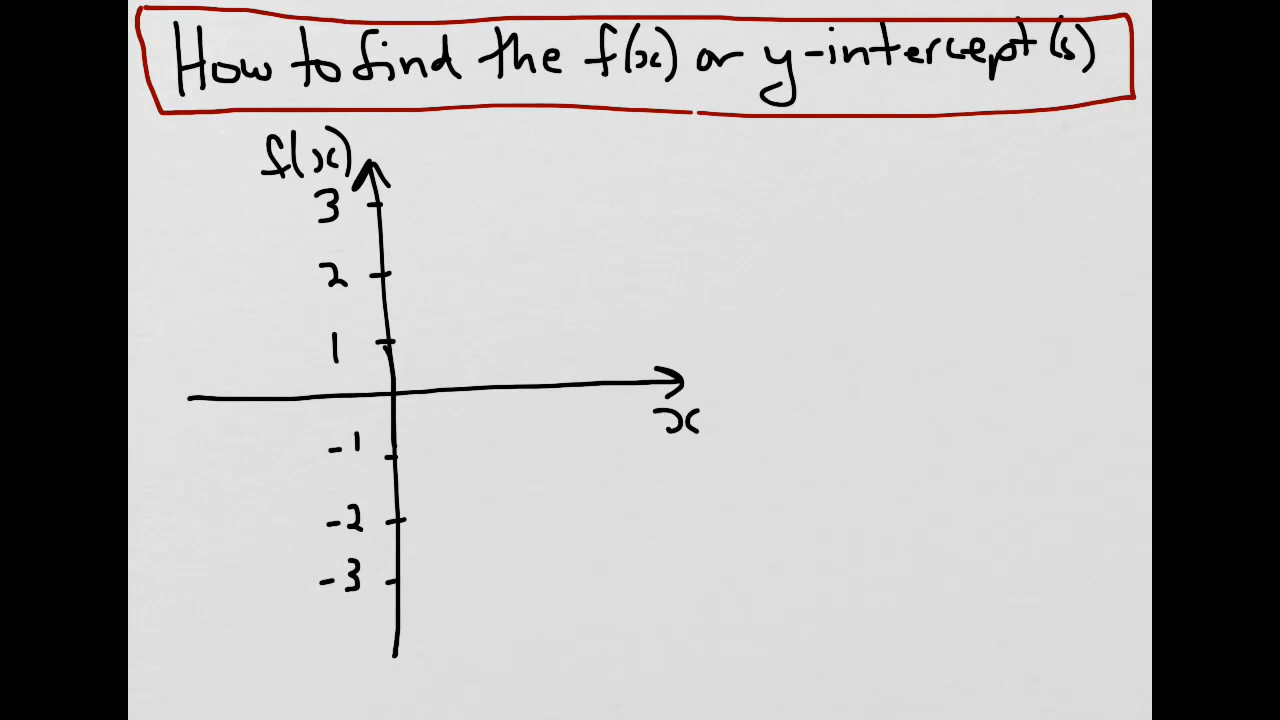 How to find the f(x) or y-intercept(s)
f(x)
3
2
1
x
-1
-2
-3